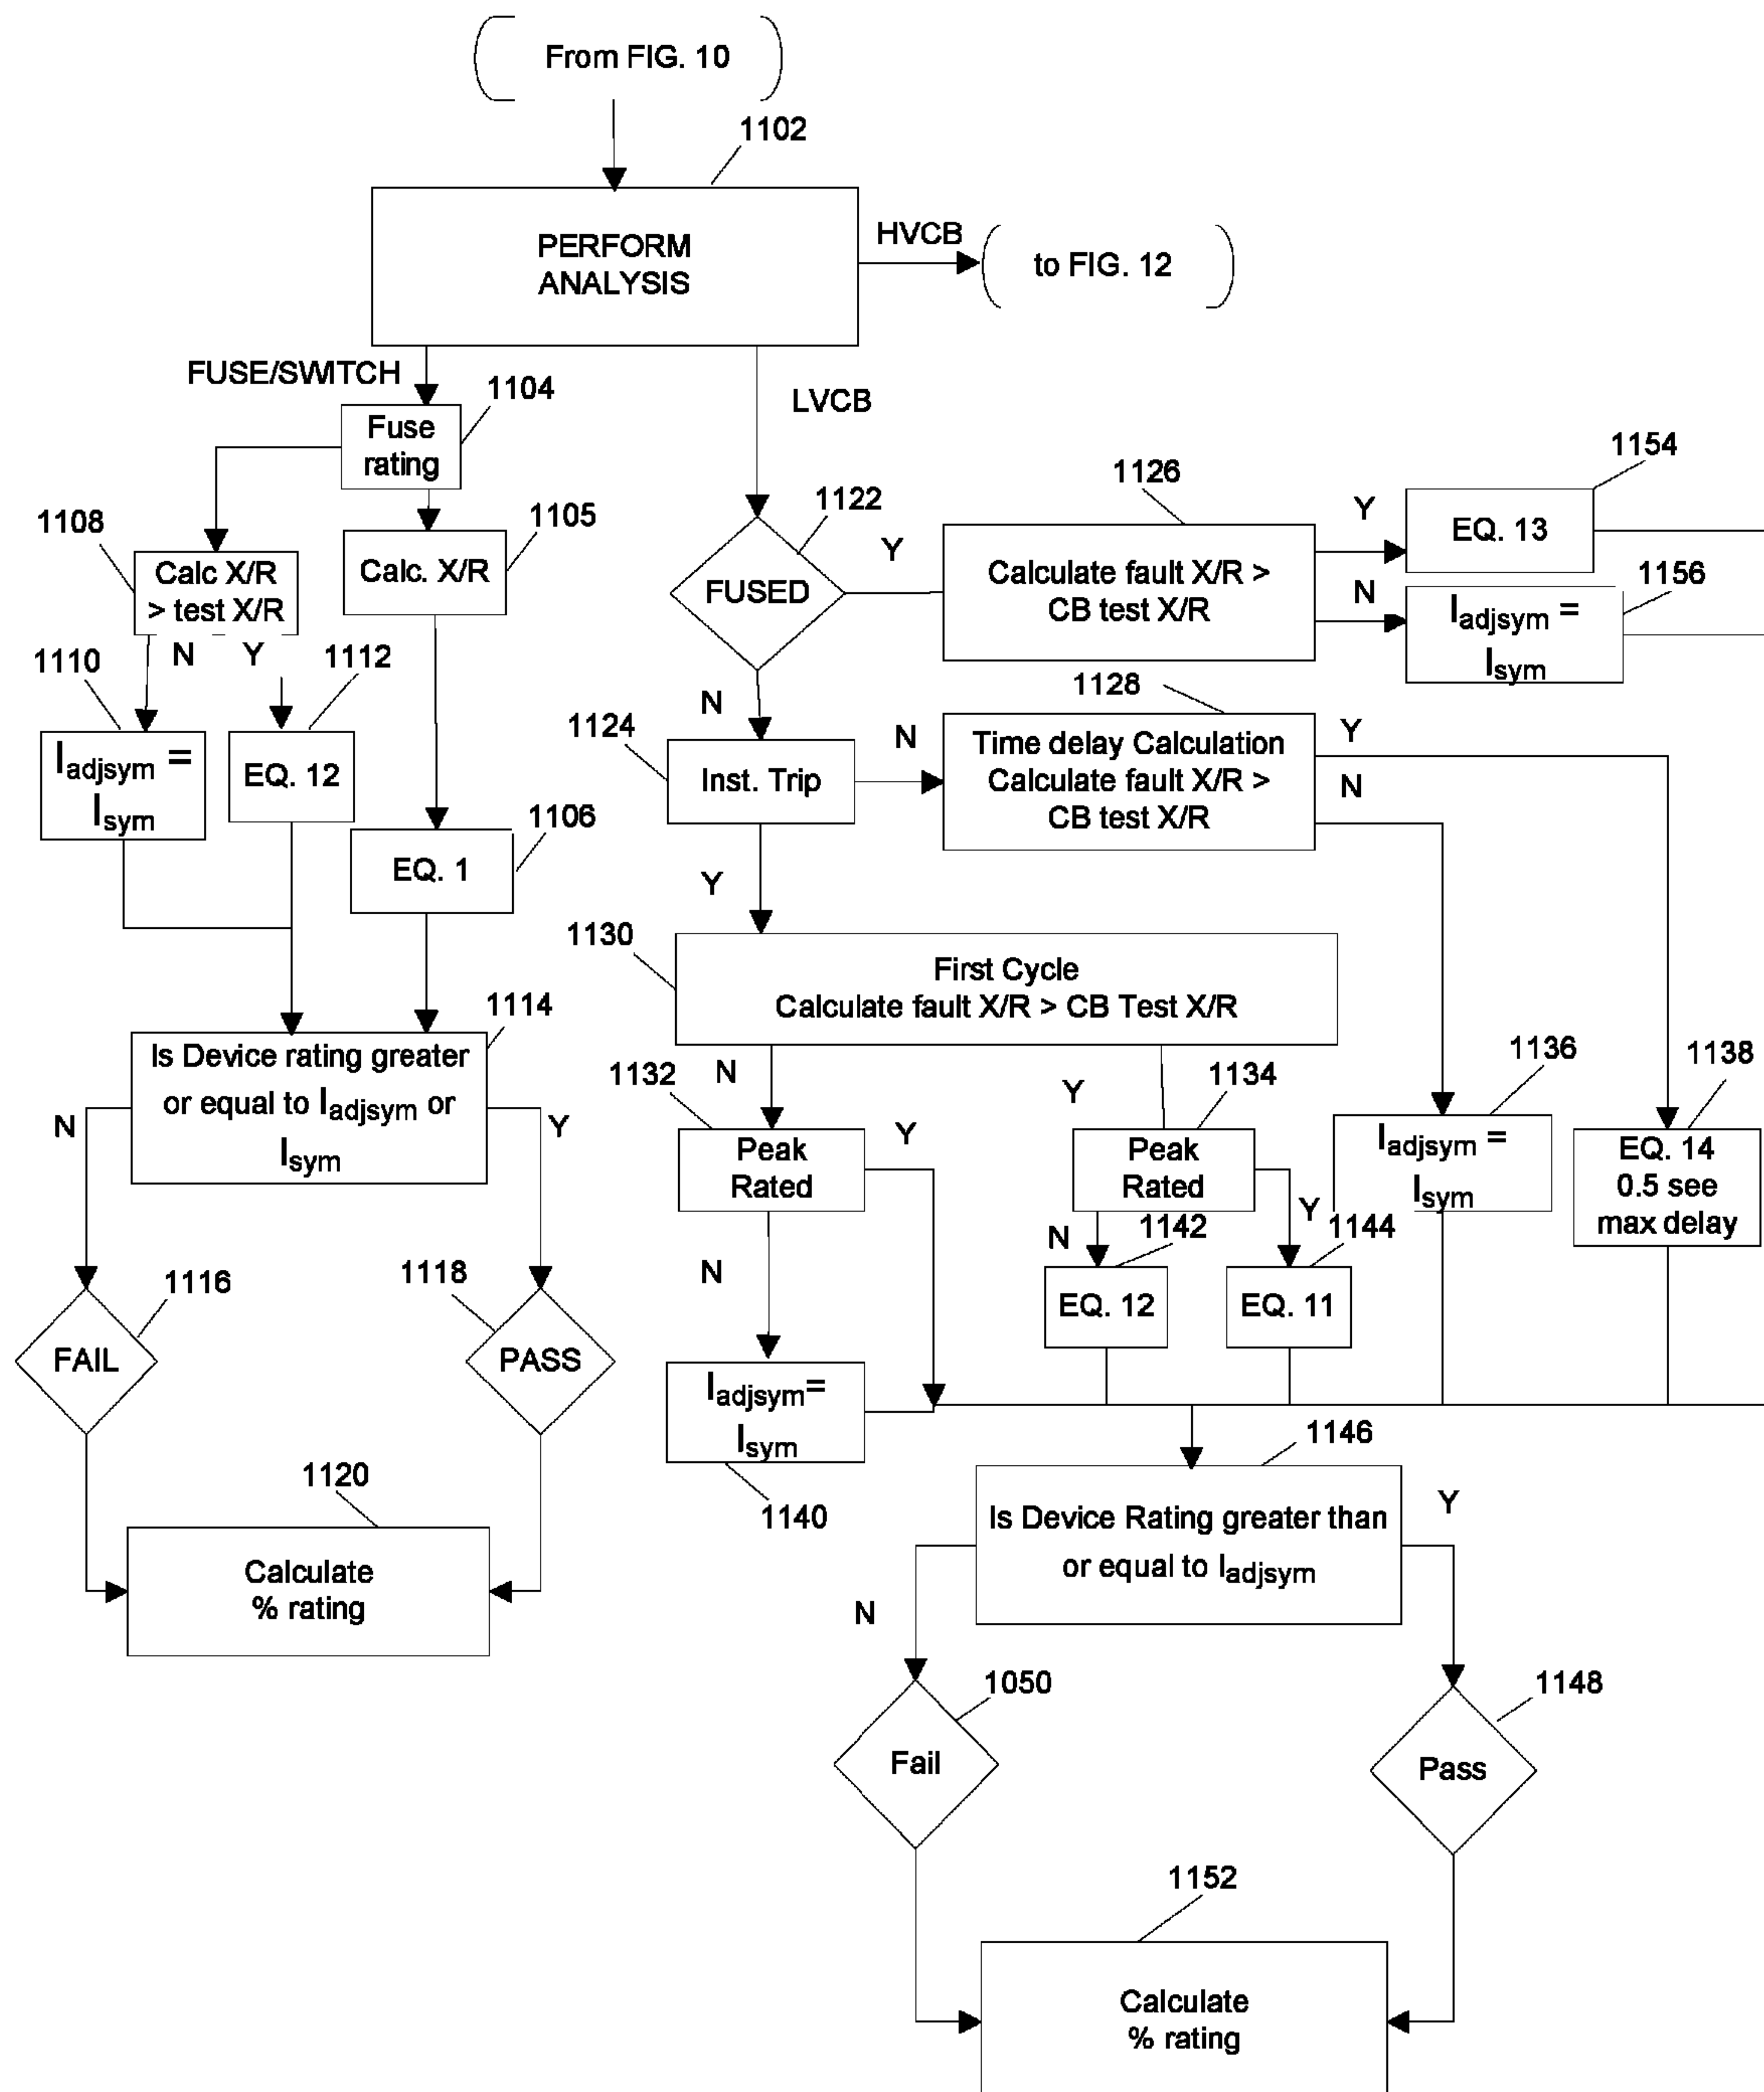 From FIG. 10
1102
PERFORM
ANALYSIS
HVCB
to FIG. 12
FUSE/SWITCH
1104
LVCB
Fuse
rating
1108
1105
Calc X/R
> test X/R
Calc. X/R
1122
FUSED
Y
1126
Calculate fault X/R >
CB test X/R
Y
1154
EQ. 13
N
1156
Iadjsym =
Isym
1110
N
Y
1112
Iadjsym =
Isym
EQ. 12
1106
EQ. 1
N
1124
Inst. Trip
N
1128
Time delay Calculation
Calculate fault X/R >
CB test X/R
Y
N
Y
1130
First Cycle
Calculate fault X/R > CB Test X/R
1114
Is Device rating greater
or equal to Iadjsym or
Isym
N
Y
1132
N
Y
1134
1136
1138
Peak
Rated
Y
Peak
Rated
Iadjsym =
Isym
EQ. 14
0.5 see
max delay
N
N
1142
Y
1144
EQ. 12
EQ. 11
1116
1118
FAIL
PASS
Iadjsym=
Isym
1140
1146
Is Device Rating greater than
or equal to Iadjsym
Y
N
1120
Calculate
% rating
1050
1148
Fail
Pass
1152
Calculate
% rating